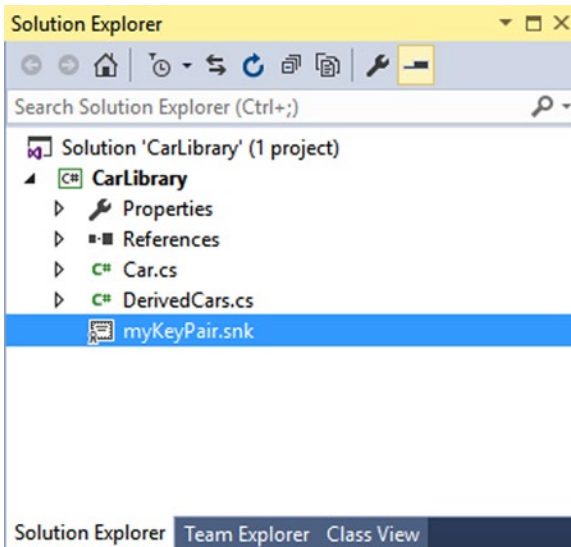 Solution Explorer
Search Solution Explorer (Ctrl+;)
Solution 'CarLibrary' (1 project)
C# CarLibrary
Properties
References
C# Car.cs
C# DerivedCars.cs
myKeyPair.snk
Solution Explorer Team Explorer Class View